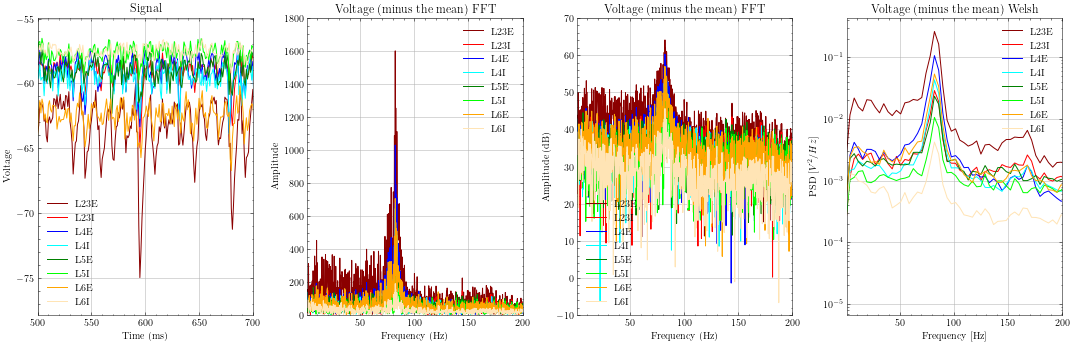 Signal
Voltage
−55
−60
−65
−70
−75
L23E
L23I
L4E
L4I
L5E
L5I
L6E
L6I
500
550
600
650
700
Time (ms)
Voltage (minus the mean) FFT
Amplitude
1800
1600
1400
1200
1000
800
600
400
200
0
L23E
L23I
L4E
L4I
L5E
L5I
L6E
L6I
50
100
150
200
Frequency (Hz)
Voltage (minus the mean) FFT
Amplitude (dB)
70
60
50
40
30
20
10
0
−10
L23E
L23I
L4E
L4I
L5E
L5I
L6E
L6I
50
100
150
200
Frequency (Hz)
Voltage (minus the mean) Welsh
PSD [V²/Hz]
10⁻¹
10⁻²
10⁻³
10⁻⁴
10⁻⁵
L23E
L23I
L4E
L4I
L5E
L5I
L6E
L6I
50
100
150
200
Frequency [Hz]